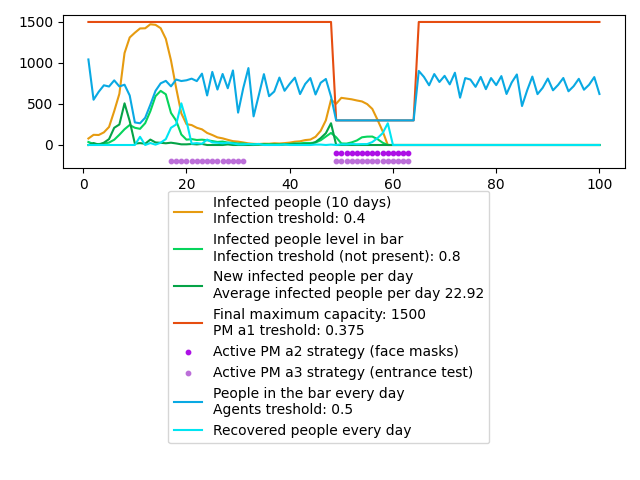 1500
1000
500
0
0 20 40 60 80 100
Infected people (10 days)
Infection treshold: 0.4
Infected people level in bar
Infection treshold (not present): 0.8
New infected people per day
Average infected people per day 22.92
Final maximum capacity: 1500
PM a1 treshold: 0.375
Active PM a2 strategy (face masks)
Active PM a3 strategy (entrance test)
People in the bar every day
Agents treshold: 0.5
Recovered people every day